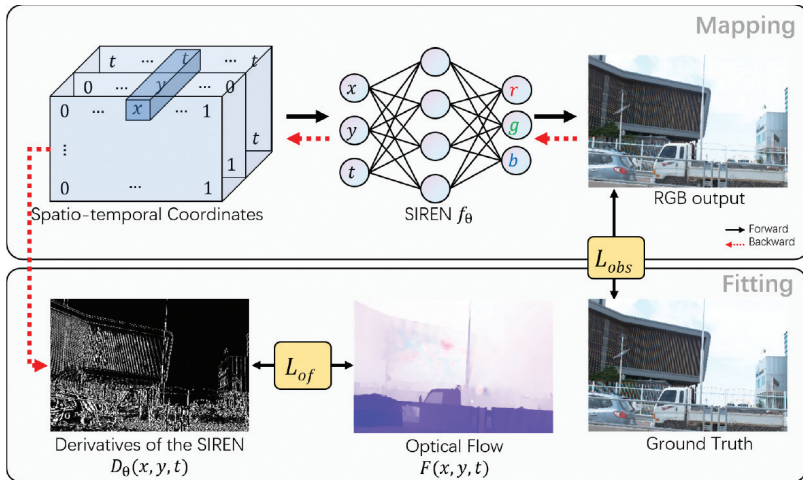 Mapping
t ... t ... t
0 ... y ... 0
0 ... x ... 1
⋮
t
1
0 ... 1
Spatio-temporal Coordinates
x
y
t
r
g
b
SIREN fθ
RGB output
Forward
Backward
Lobs
Fitting
Lof
Derivatives of the SIREN
Dθ(x, y, t)
Optical Flow
F(x, y, t)
Ground Truth